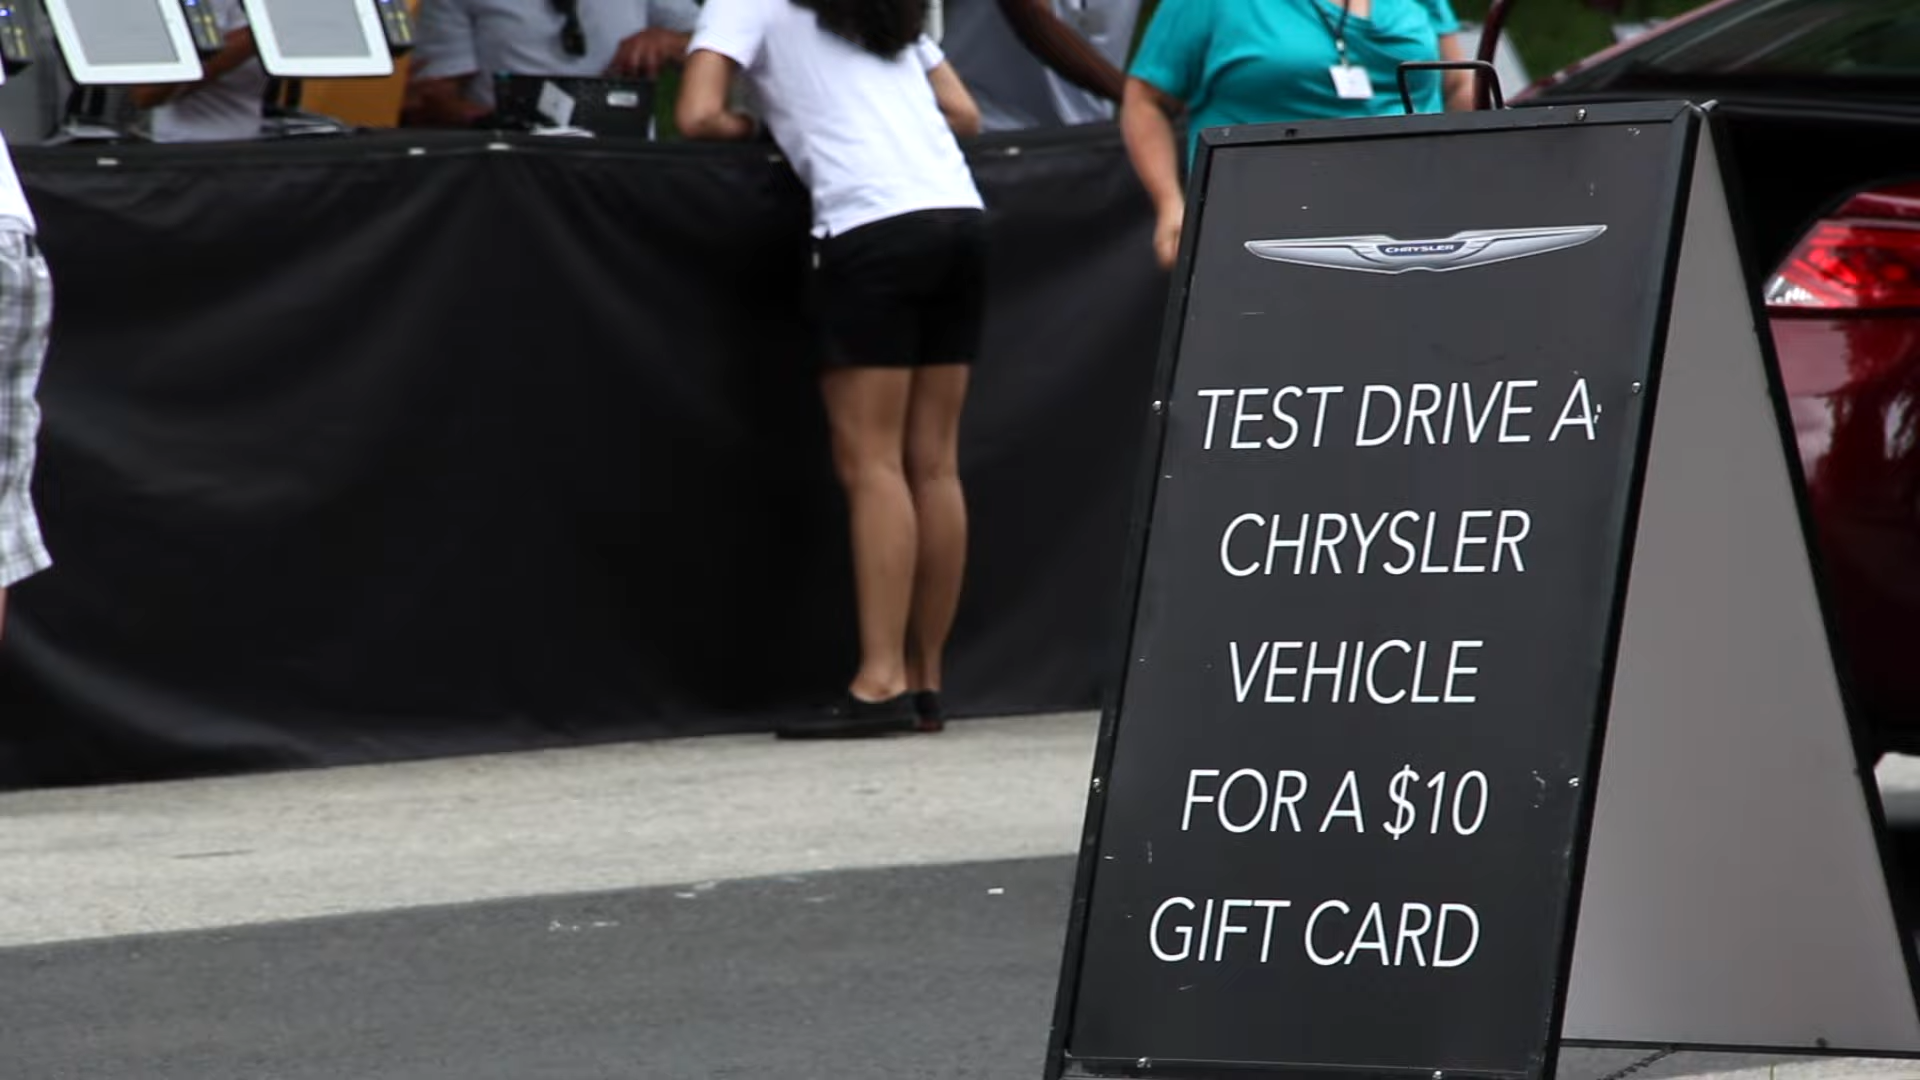 CHRYSLER
TEST DRIVE A
CHRYSLER
VEHICLE
FOR A $10
GIFT CARD